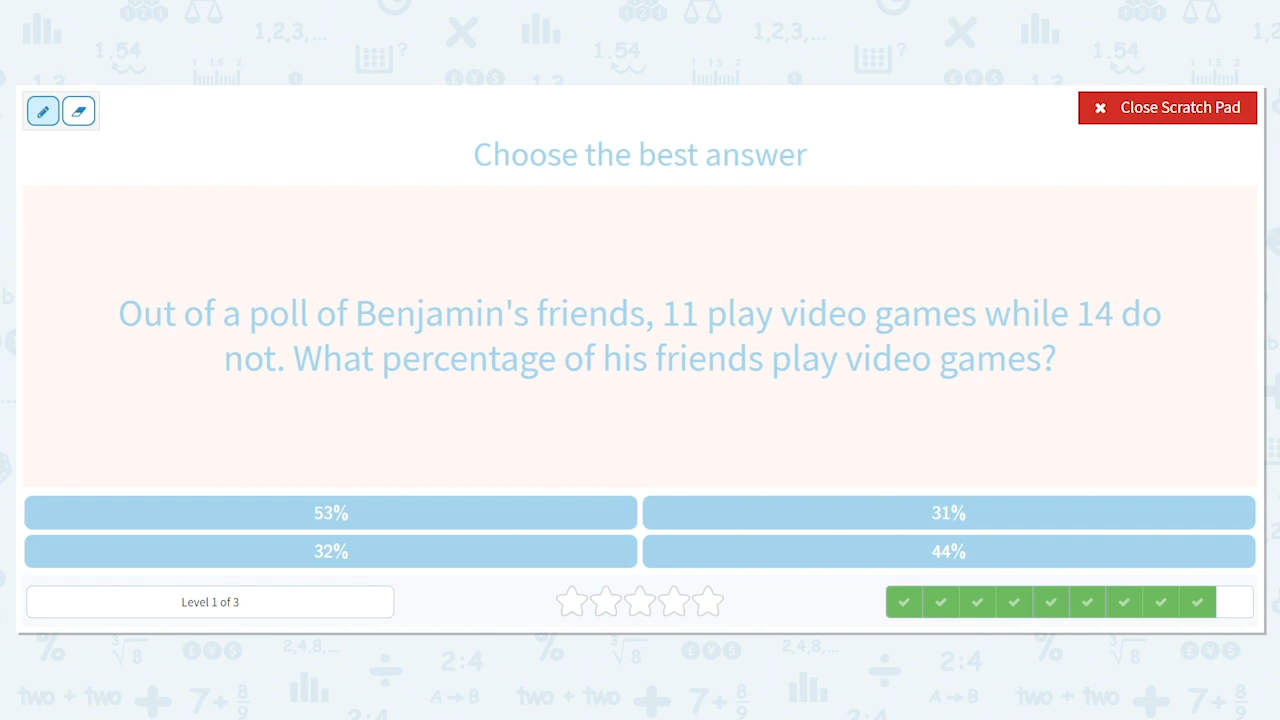 Close Scratch Pad
Choose the best answer
Out of a poll of Benjamin's friends, 11 play video games while 14 do
not. What percentage of his friends play video games?
53%
31%
32%
44%
Level 1 of 3